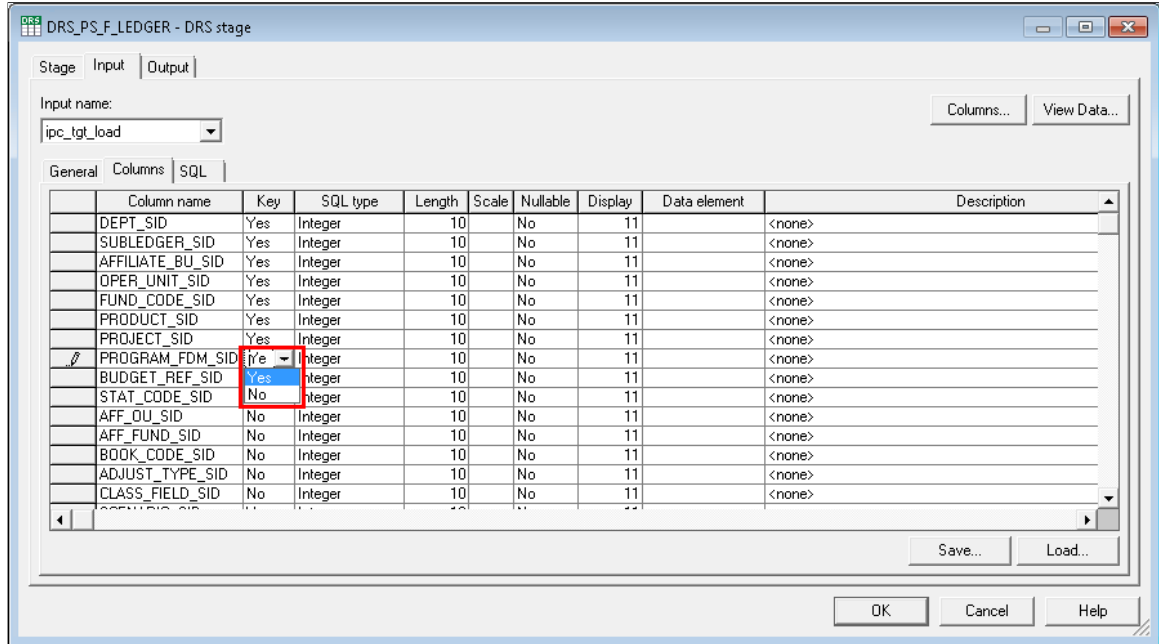 DRS
DRS_PS_F_LEDGER - DRS stage
Stage Input Output
Input name:
ipc_tgt_load
Columns... View Data...
General Columns SQL
Column name Key SQL type Length Scale Nullable Display Data element Description
DEPT_SID Yes Integer 10 No 11 <none>
SUBLEDGER_SID Yes Integer 10 No 11 <none>
AFFILIATE_BU_SID Yes Integer 10 No 11 <none>
OPER_UNIT_SID Yes Integer 10 No 11 <none>
FUND_CODE_SID Yes Integer 10 No 11 <none>
PRODUCT_SID Yes Integer 10 No 11 <none>
PROJECT_SID Yes Integer 10 No 11 <none>
PROGRAM_FDM_SID Ye Integer 10 No 11 <none>
BUDGET_REF_SID Yes nteger 10 No 11 <none>
STAT_CODE_SID No nteger 10 No 11 <none>
AFF_OU_SID No Integer 10 No 11 <none>
AFF_FUND_SID No Integer 10 No 11 <none>
BOOK_CODE_SID No Integer 10 No 11 <none>
ADJUST_TYPE_SID No Integer 10 No 11 <none>
CLASS_FIELD_SID No Integer 10 No 11 <none>
Save... Load...
OK Cancel Help